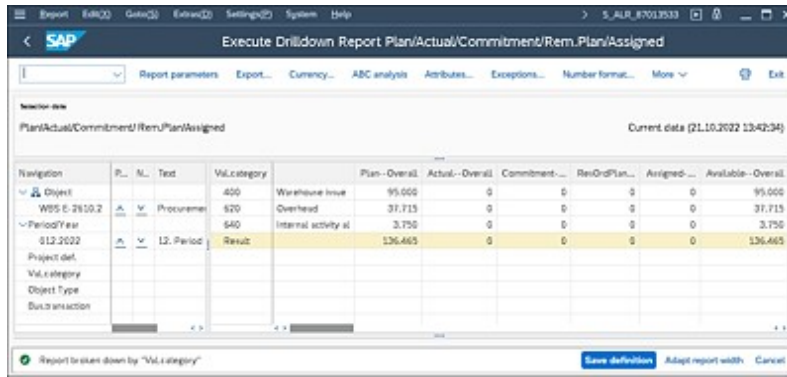 Report Edit(X) Goto(S) Extras(D) Settings(P) System Help S_ALR_87013533
SAP Execute Drilldown Report Plan/Actual/Commitment/Rem.Plan/Assigned
Report parameters Export... Currency... ABC analysis Attributes... Exceptions... Number format... More Exit
Selection date
Plan/Actual/Commitment/ Rem.Plan/Assigned Current data (21.10.2022 13:42:34)
Navigation P... N... Text Val.category Plan--Overall Actual--Overall Commitment-... RevOrdPlan... Assigned-... Available--Overall
Object 400 Warehouse issue 95.000 0 0 0 0 95.000
WBS E-2610.2 Procuremen 620 Overhead 37.715 0 0 0 0 37.715
Period/Year 640 Internal activity al 3.750 0 0 0 0 3.750
012.2022 12. Period Result 136.465 0 0 0 0 136.465
Project def.
Val.category
Object Type
Bus.transaction
Report broken down by "Val.category" Save definition Adapt report width Cancel